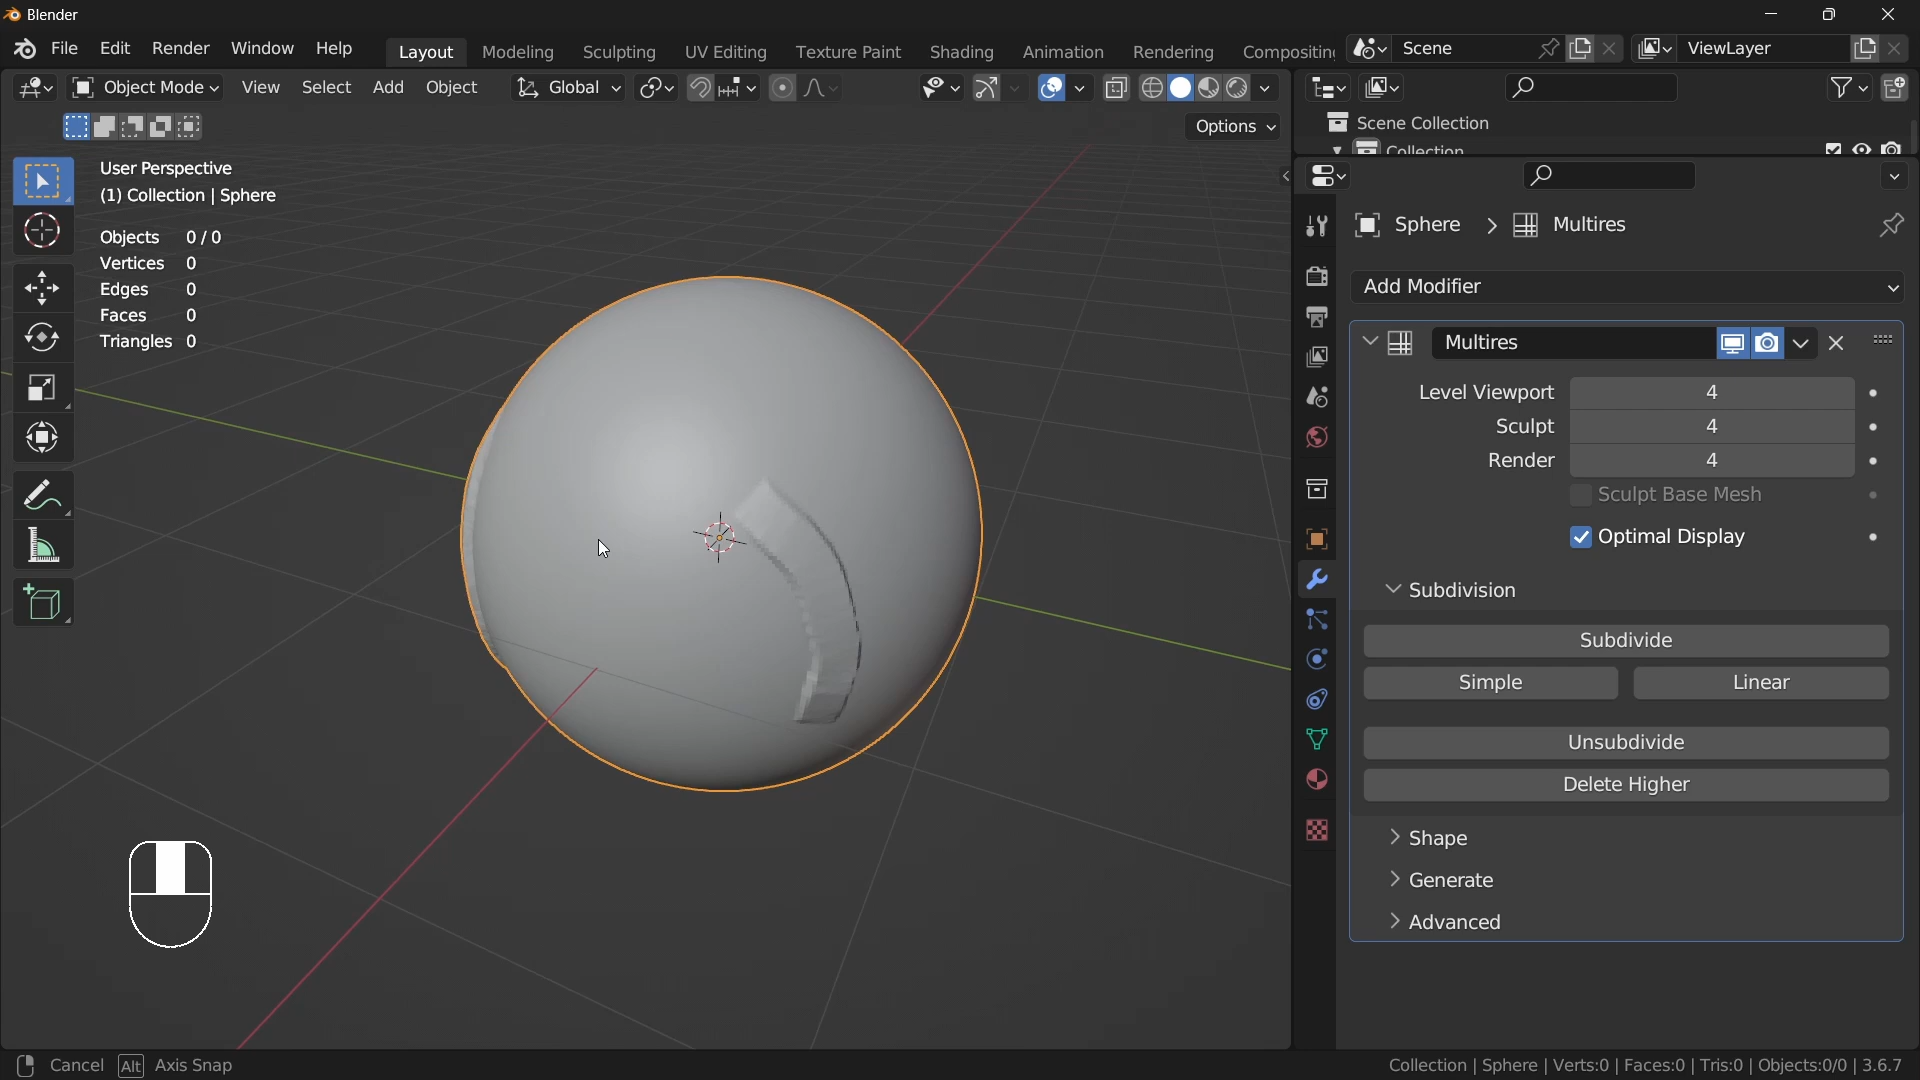 Blender
File Edit Render Window Help Layout Modeling Sculpting UV Editing Texture Paint Shading Animation Rendering Compositing Scene ViewLayer
Object Mode View Select Add Object Global
Options
Scene Collection
Collection
User Perspective
(1) Collection | Sphere
Objects 0 / 0
Vertices 0
Edges 0
Faces 0
Triangles 0
Sphere Multires
Add Modifier
Multires
Level Viewport 4
Sculpt 4
Render 4
Sculpt Base Mesh
Optimal Display
Subdivision
Subdivide
Simple Linear
Unsubdivide
Delete Higher
Shape
Generate
Advanced
Cancel Alt Axis Snap
Collection | Sphere | Verts:0 | Faces:0 | Tris:0 | Objects:0/0 | 3.6.7